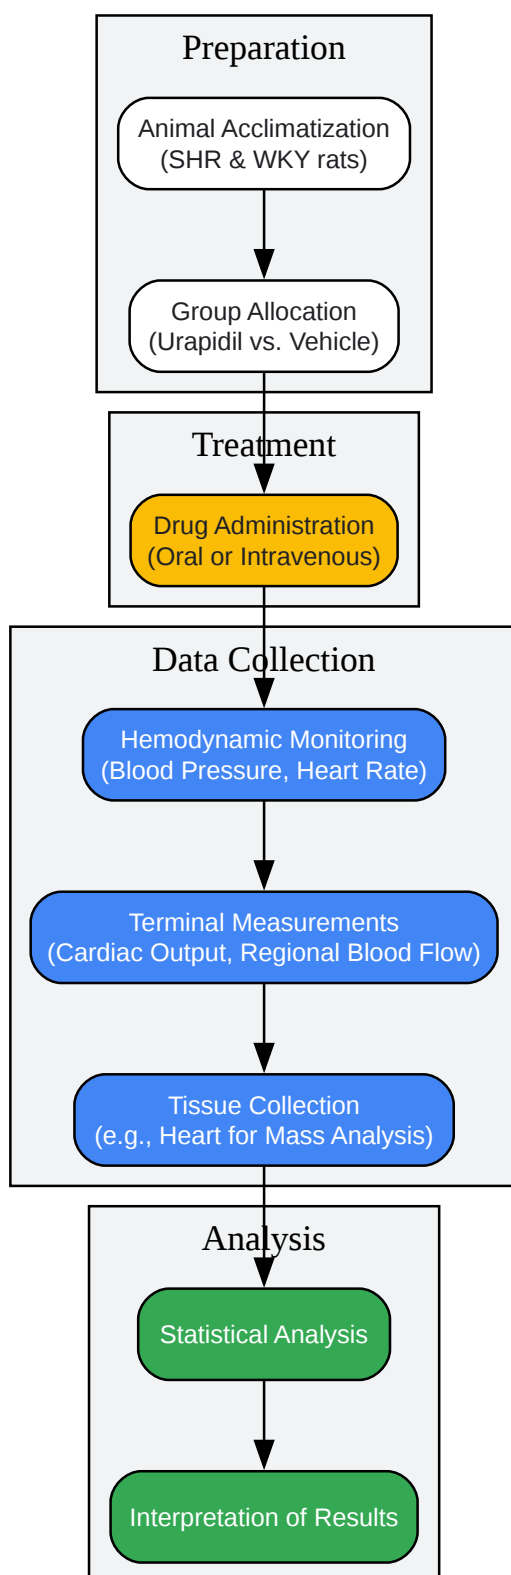 Preparation
Animal Acclimatization
(SHR & WKY rats)
Group Allocation
(Urapidil vs. Vehicle)
Treatment
Drug Administration
(Oral or Intravenous)
Data Collection
Hemodynamic Monitoring
(Blood Pressure, Heart Rate)
Terminal Measurements
(Cardiac Output, Regional Blood Flow)
Tissue Collection
(e.g., Heart for Mass Analysis)
Analysis
Statistical Analysis
Interpretation of Results